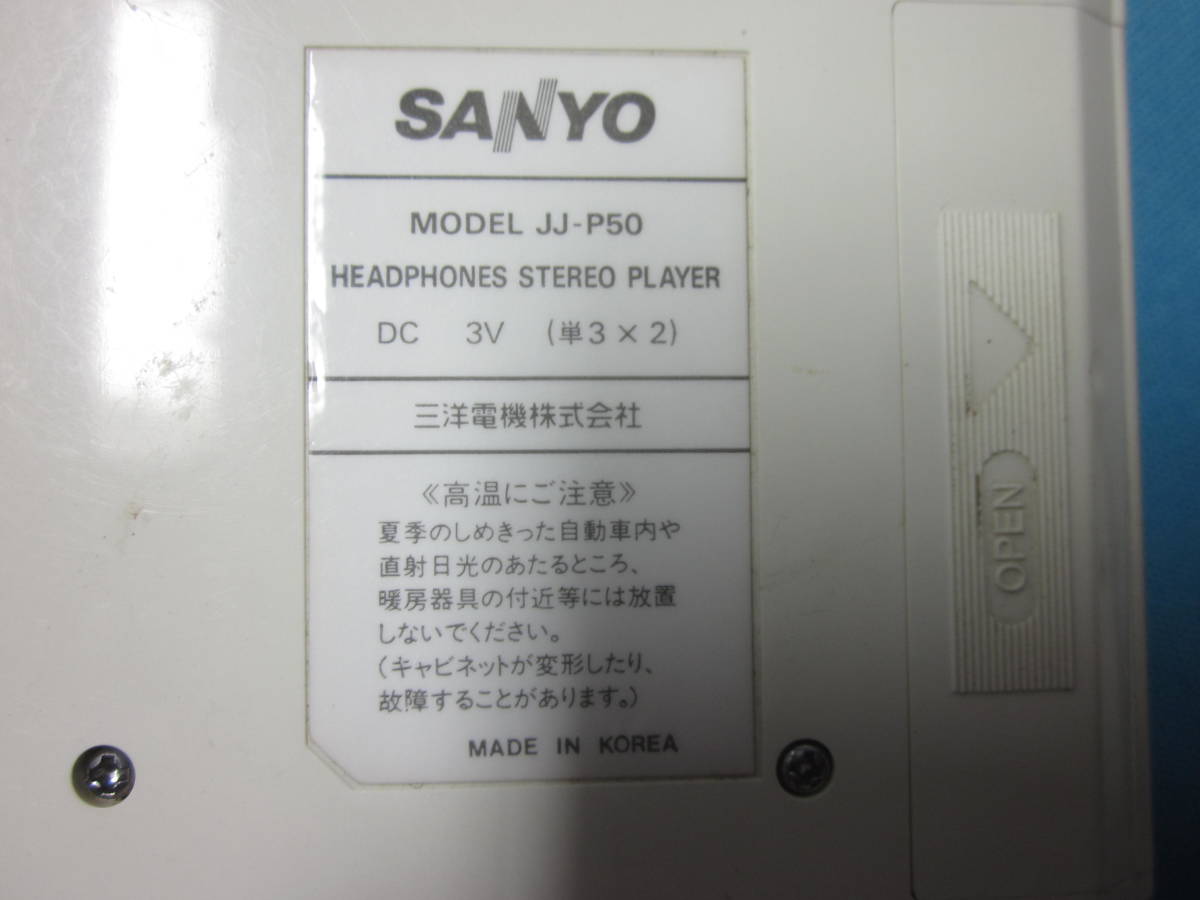 SANYO
MODEL JJ-P50
HEADPHONES STEREO PLAYER
DC 3V (単3×2)
三洋電機株式会社
《高温にご注意》
夏季のしめきった自動車内や
直射日光のあたるところ、
暖房器具の付近等には放置
しないでください。
(キャビネットが変形したり、
故障することがあります。)
MADE IN KOREA
OPEN